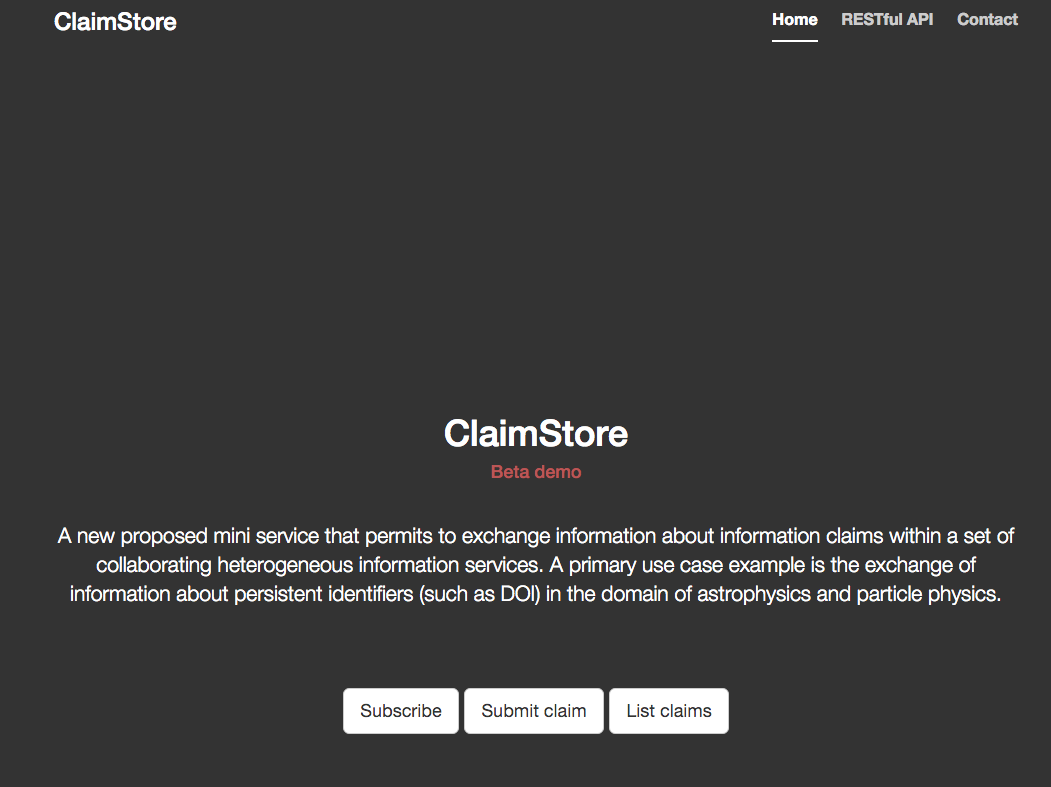 ClaimStore
Home RESTful API Contact
ClaimStore
Beta demo
A new proposed mini service that permits to exchange information about information claims within a set of
collaborating heterogeneous information services. A primary use case example is the exchange of
information about persistent identifiers (such as DOI) in the domain of astrophysics and particle physics.
Subscribe Submit claim List claims